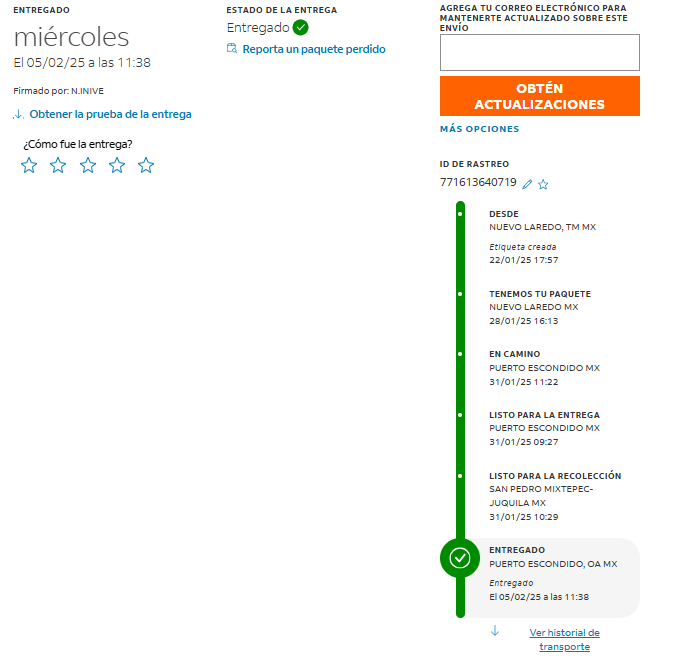 ENTREGADO
miércoles
El 05/02/25 a las 11:38
Firmado por: N.INIVE
Obtener la prueba de la entrega
¿Cómo fue la entrega?
ESTADO DE LA ENTREGA
Entregado
Reporta un paquete perdido
AGREGA TU CORREO ELECTRÓNICO PARA
MANTENERTE ACTUALIZADO SOBRE ESTE
ENVÍO
OBTÉN
ACTUALIZACIONES
MÁS OPCIONES
ID DE RASTREO
771613640719
DESDE
NUEVO LAREDO, TM MX
Etiqueta creada
22/01/25 17:57
TENEMOS TU PAQUETE
NUEVO LAREDO MX
28/01/25 16:13
EN CAMINO
PUERTO ESCONDIDO MX
31/01/25 11:22
LISTO PARA LA ENTREGA
PUERTO ESCONDIDO MX
31/01/25 09:27
LISTO PARA LA RECOLECCIÓN
SAN PEDRO MIXTEPEC-
JUQUILA MX
31/01/25 10:29
ENTREGADO
PUERTO ESCONDIDO, OA MX
Entregado
El 05/02/25 a las 11:38
Ver historial de
transporte